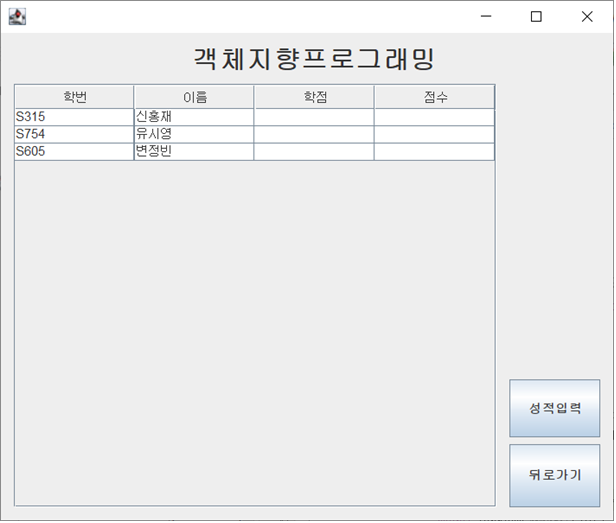 객체지향프로그래밍
학번 이름 학점 점수
S315 신홍재
S754 유시영
S605 변정빈
성적입력
뒤로가기